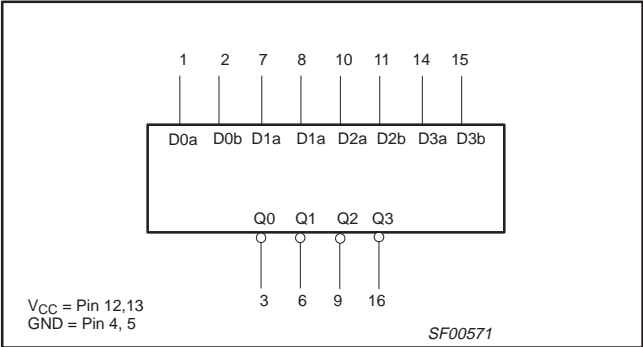 1 2 7 8 10 11 14 15
D0a D0b D1a D1a D2a D2b D3a D3b
Q0 Q1 Q2 Q3
3 6 9 16
VCC = Pin 12,13
GND = Pin 4, 5
SF00571